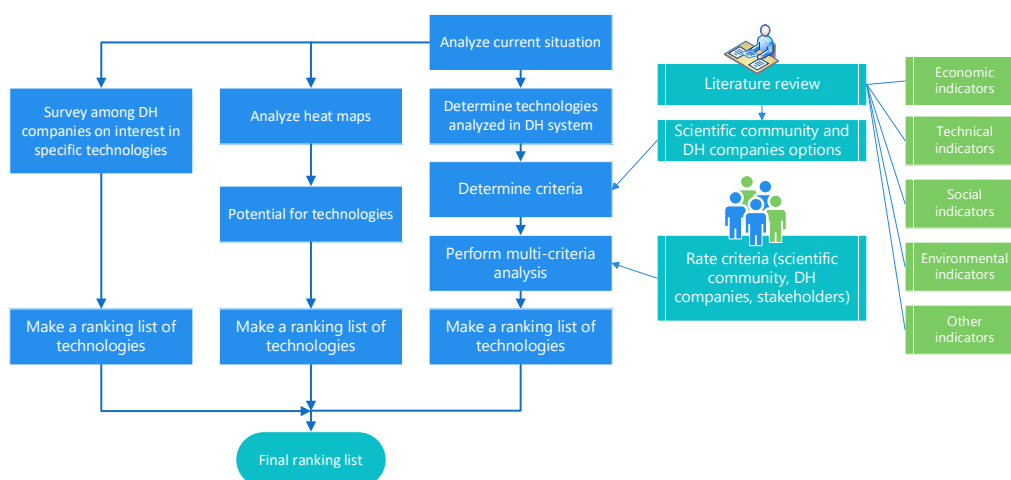 Analyze current situation
Survey among DH
companies on interest in
specific technologies
Analyze heat maps
Determine technologies
analyzed in DH system
Potential for technologies
Determine criteria
Perform multi-criteria
analysis
Make a ranking list of
technologies
Make a ranking list of
technologies
Make a ranking list of
technologies
Final ranking list
Literature review
Scientific community and
DH companies options
Rate criteria (scientific
community, DH
companies, stakeholders)
Economic
indicators
Technical
indicators
Social
indicators
Environmental
indicators
Other
indicators